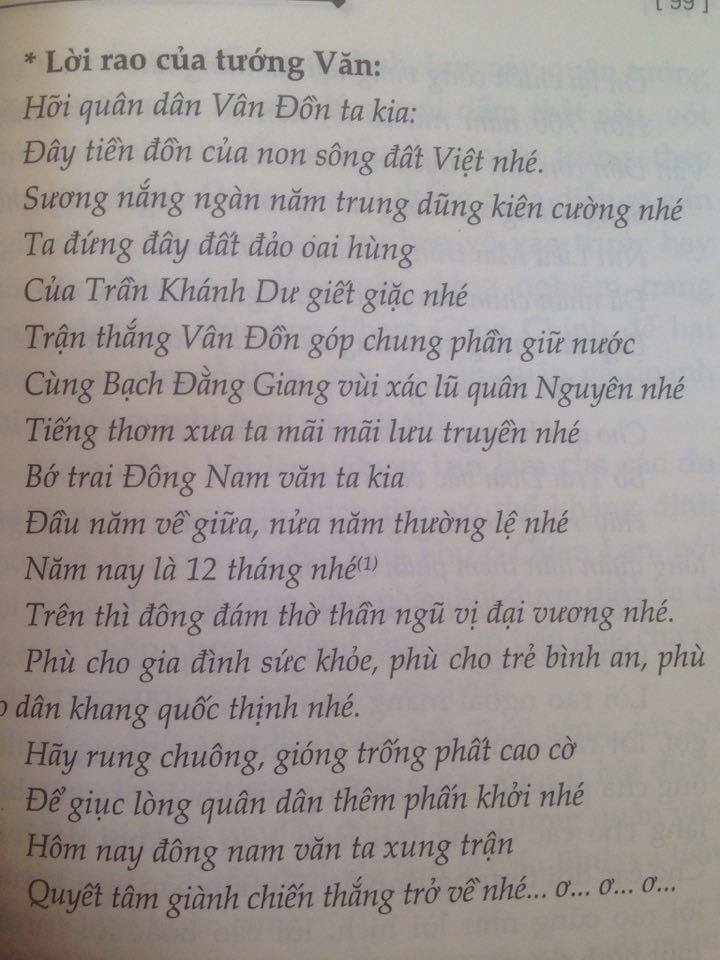 [ 99 ]
* Lời rao của tướng Văn:
Hỡi quân dân Vân Đồn ta kia:
Đây tiền đồn của non sông đất Việt nhé.
Sương nắng ngàn năm trung dũng kiên cường nhé
Ta đứng đây đất đảo oai hùng
Của Trần Khánh Dư giết giặc nhé
Trận thắng Vân Đồn góp chung phần giữ nước
Cùng Bạch Đằng Giang vùi xác lũ quân Nguyên nhé
Tiếng thơm xưa ta mãi mãi lưu truyền nhé
Bớ trai Đông Nam văn ta kia
Đầu năm về giữa, nửa năm thường lệ nhé
Năm nay là 12 tháng nhé(1)
Trên thì đông đám thờ thần ngũ vị đại vương nhé.
Phù cho gia đình sức khỏe, phù cho trẻ bình an, phù
dân khang quốc thịnh nhé.
Hãy rung chuông, gióng trống phất cao cờ
Để giục lòng quân dân thêm phấn khởi nhé
Hôm nay đông nam văn ta xung trận
Quyết tâm giành chiến thắng trở về nhé... ơ... ơ... ơ...